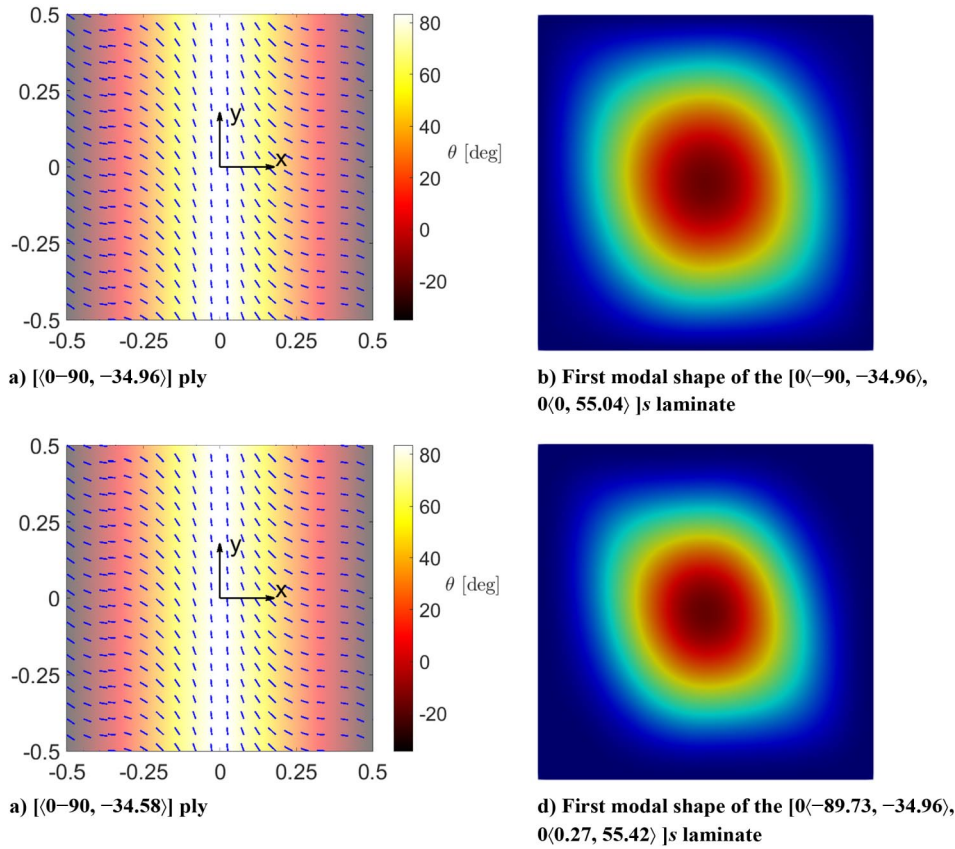 0.5
0.25
0
-0.25
-0.5
-0.5 -0.25 0 0.25 0.5
y
x
80
60
40
20
0
-20
θ [deg]
a) [⟨0−90, −34.96⟩] ply
b) First modal shape of the [0⟨−90, −34.96⟩,
0⟨0, 55.04⟩ ]s laminate
0.5
0.25
0
-0.25
-0.5
-0.5 -0.25 0 0.25 0.5
y
x
80
60
40
20
0
-20
θ [deg]
a) [⟨0−90, −34.58⟩] ply
d) First modal shape of the [0⟨−89.73, −34.96⟩,
0⟨0.27, 55.42⟩ ]s laminate